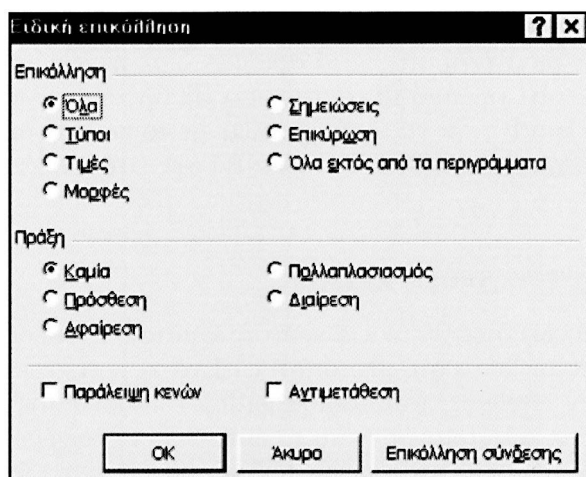 Ειδική επικόλληση
Επικόλληση
Όλα
Σημειώσεις
Τύποι
Επικύρωση
Τιμές
Όλα εκτός από τα περιγράμματα
Μορφές
Πράξη
Καμία
Πολλαπλασιασμός
Πρόσθεση
Διαίρεση
Αφαίρεση
Παράλειψη κενών
Αντιμετάθεση
OK
Άκυρο
Επικόλληση σύνδεσης